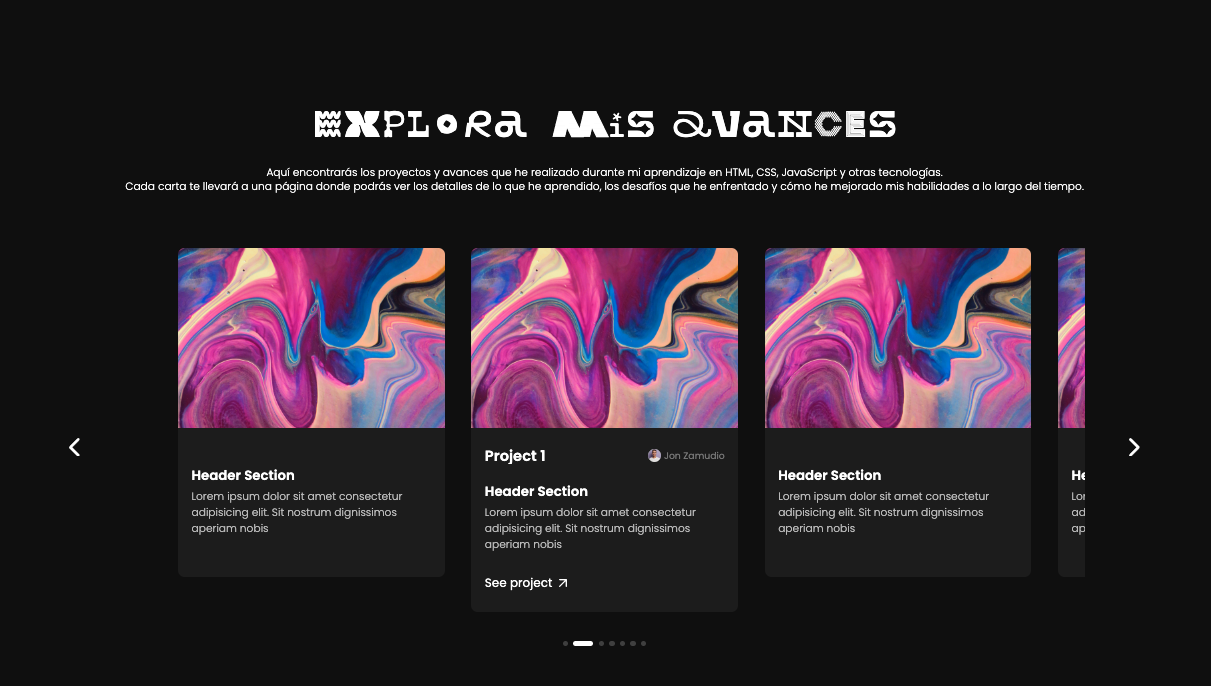 EXPLORA MiS aVaNCES
Aquí encontrarás los proyectos y avances que he realizado durante mi aprendizaje en HTML, CSS, JavaScript y otras tecnologías.
Cada carta te llevará a una página donde podrás ver los detalles de lo que he aprendido, los desafíos que he enfrentado y cómo he mejorado mis habilidades a lo largo del tiempo.
Header Section
Lorem ipsum dolor sit amet consectetur
adipisicing elit. Sit nostrum dignissimos
aperiam nobis
Project 1
Jon Zamudio
Header Section
Lorem ipsum dolor sit amet consectetur
adipisicing elit. Sit nostrum dignissimos
aperiam nobis
See project
Header Section
Lorem ipsum dolor sit amet consectetur
adipisicing elit. Sit nostrum dignissimos
aperiam nobis
He
Lor
ad
ap